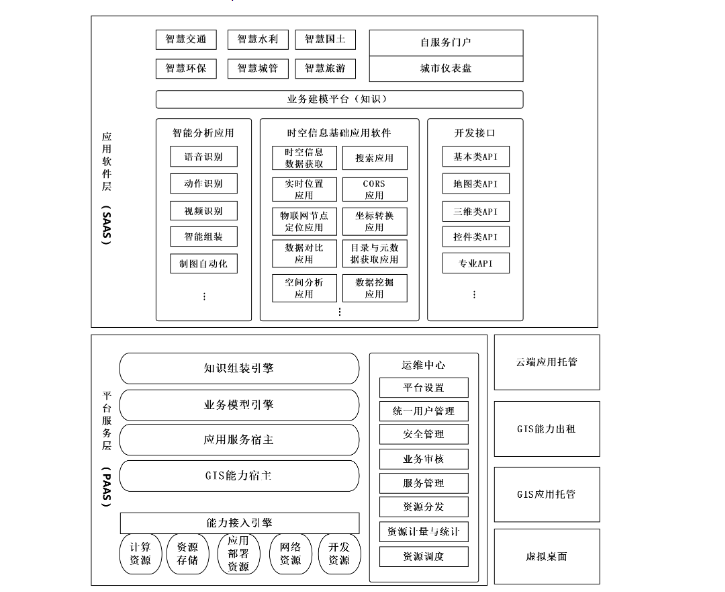 智慧交通
智慧水利
智慧国土
自服务门户
智慧环保
智慧城管
智慧旅游
城市仪表盘
业务建模平台（知识）
应用软件层
（SAAS）
智能分析应用
语音识别
动作识别
视频识别
智能组装
制图自动化
⋮
时空信息基础应用软件
时空信息
数据获取
搜索应用
实时位置
应用
CORS
应用
物联网节点
定位应用
坐标转换
应用
数据对比
应用
目录与元数
据获取应用
空间分析
应用
数据挖掘
应用
⋮
开发接口
基本类API
地图类API
三维类API
控件类API
专业API
⋮
平台服务层
（PAAS）
知识组装引擎
业务模型引擎
应用服务宿主
GIS能力宿主
能力接入引擎
计算
资源
资源
存储
应用
部署
资源
网络
资源
开发
资源
运维中心
平台设置
统一用户管理
安全管理
业务审核
服务管理
资源分发
资源计量与统计
资源调度
云端应用托管
GIS能力出租
GIS应用托管
虚拟桌面